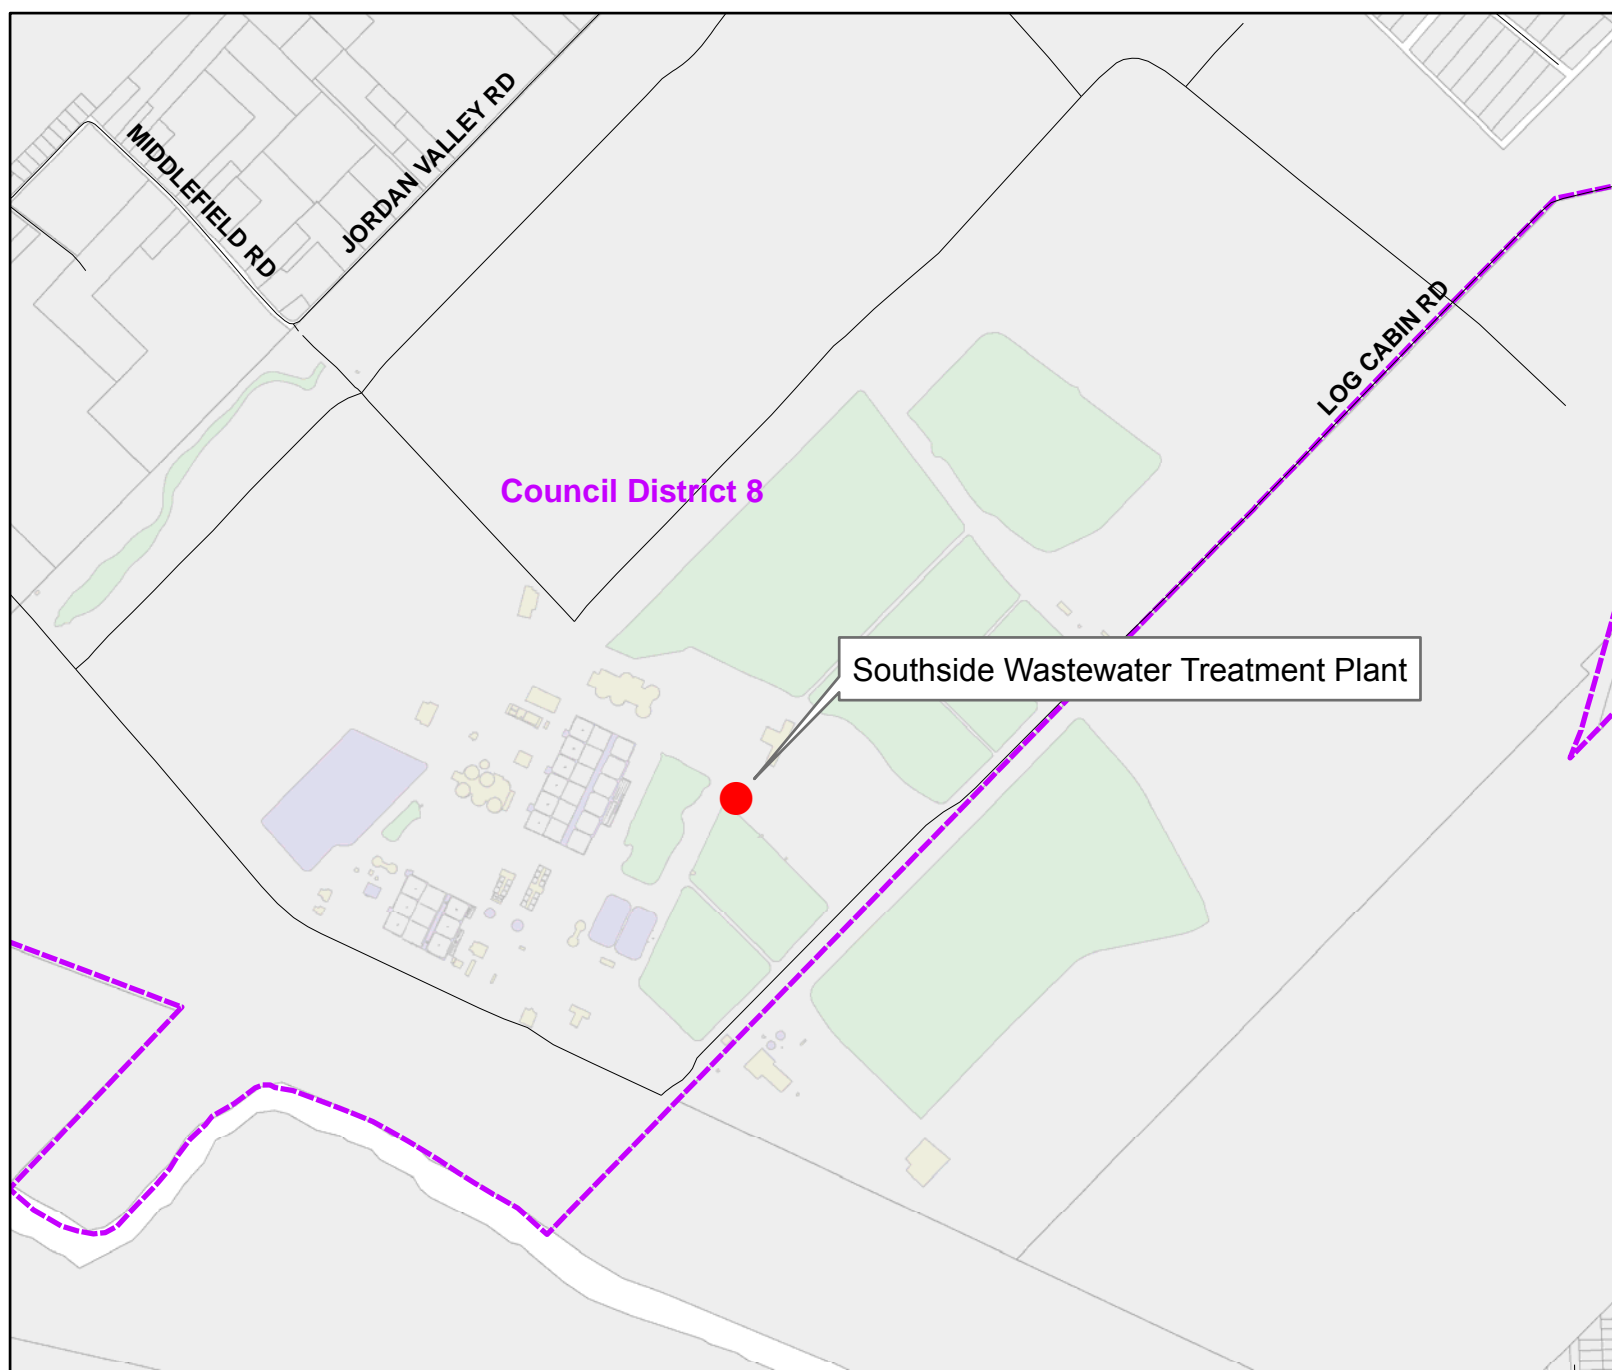 MIDDLEFIELD RD
JORDAN VALLEY RD
LOG CABIN RD
Council District 8
Southside Wastewater Treatment Plant